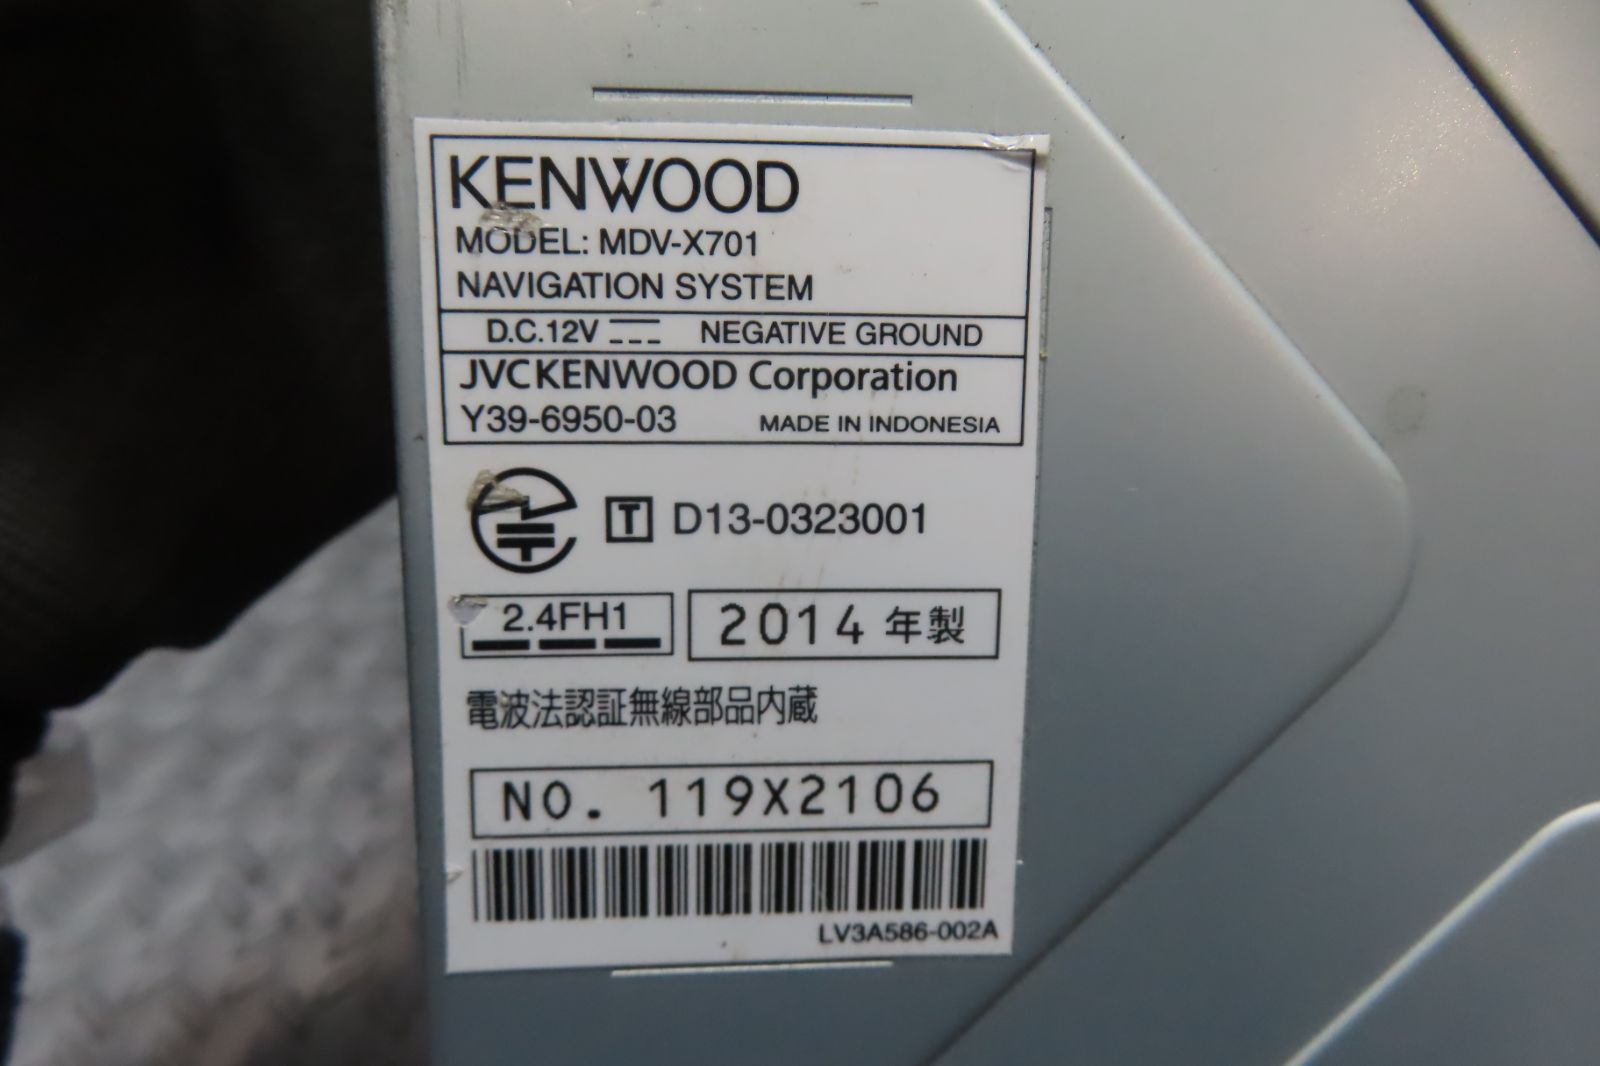 KENWOOD
MODEL: MDV-X701
NAVIGATION SYSTEM
D.C.12V NEGATIVE GROUND
JVCKENWOOD Corporation
Y39-6950-03 MADE IN INDONESIA
T D13-0323001
2.4FH1 2014 年製
電波法認証無線部品内蔵
NO. 119X2106
LV3A586-002A